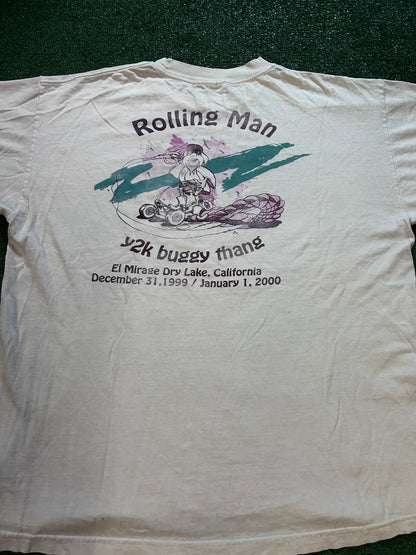 Rolling Man
y2k buggy thang
El Mirage Dry Lake, California
December 31,1999 / January 1, 2000